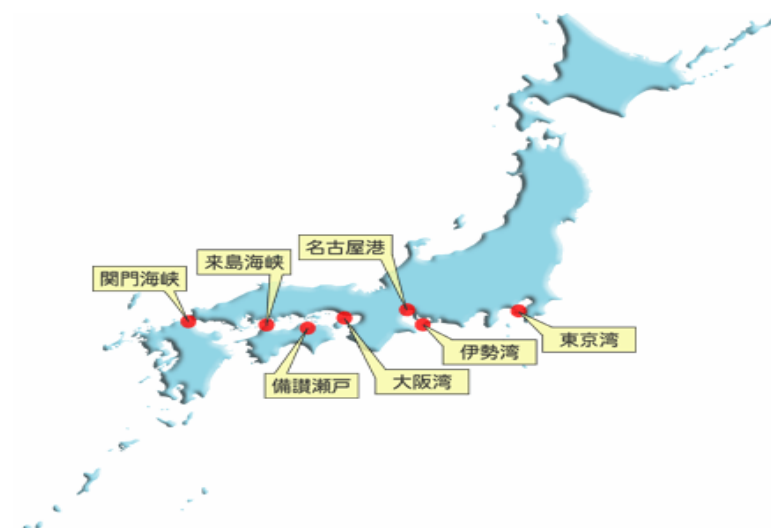 名古屋港
来島海峡
関門海峡
東京湾
伊勢湾
大阪湾
備讃瀬戸